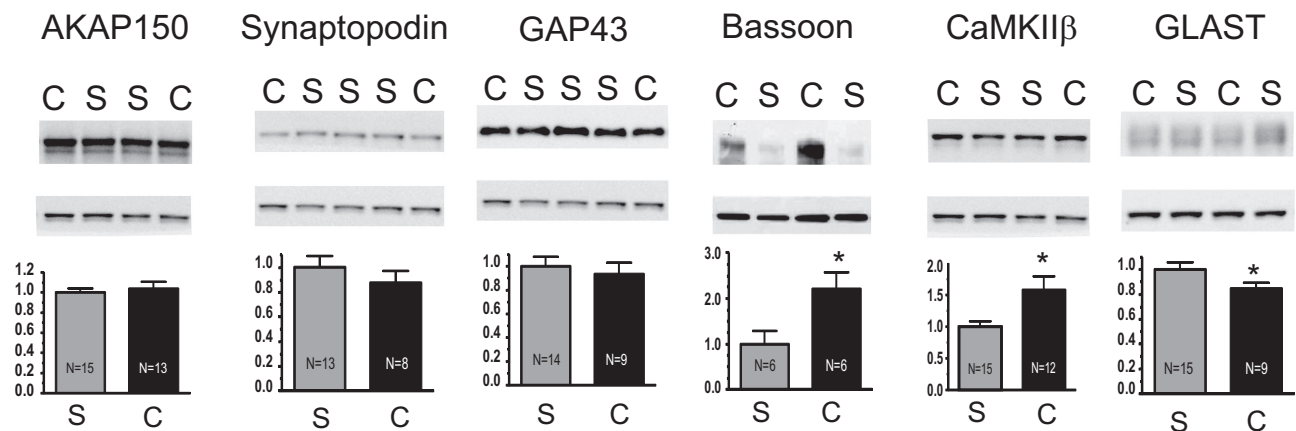 AKAP150 Synaptopodin GAP43 Bassoon CaMKIIβ GLAST
C S S C C S S S C C S S S C C S C S C S S C C S C S
1.2
1.0
0.8
0.6
0.4
0.2
0.0
N=15 N=13
S C
1.0
0.8
0.6
0.4
0.2
0.0
N=13 N=8
S C
1.0
0.8
0.6
0.4
0.2
0.0
N=14 N=9
S C
3.0
2.0
1.0
0.0
*
N=6 N=6
S C
2.0
1.5
1.0
0.5
0.0
*
N=15 N=12
S C
1.0
0.8
0.6
0.4
0.2
0.0
*
N=15 N=9
S C